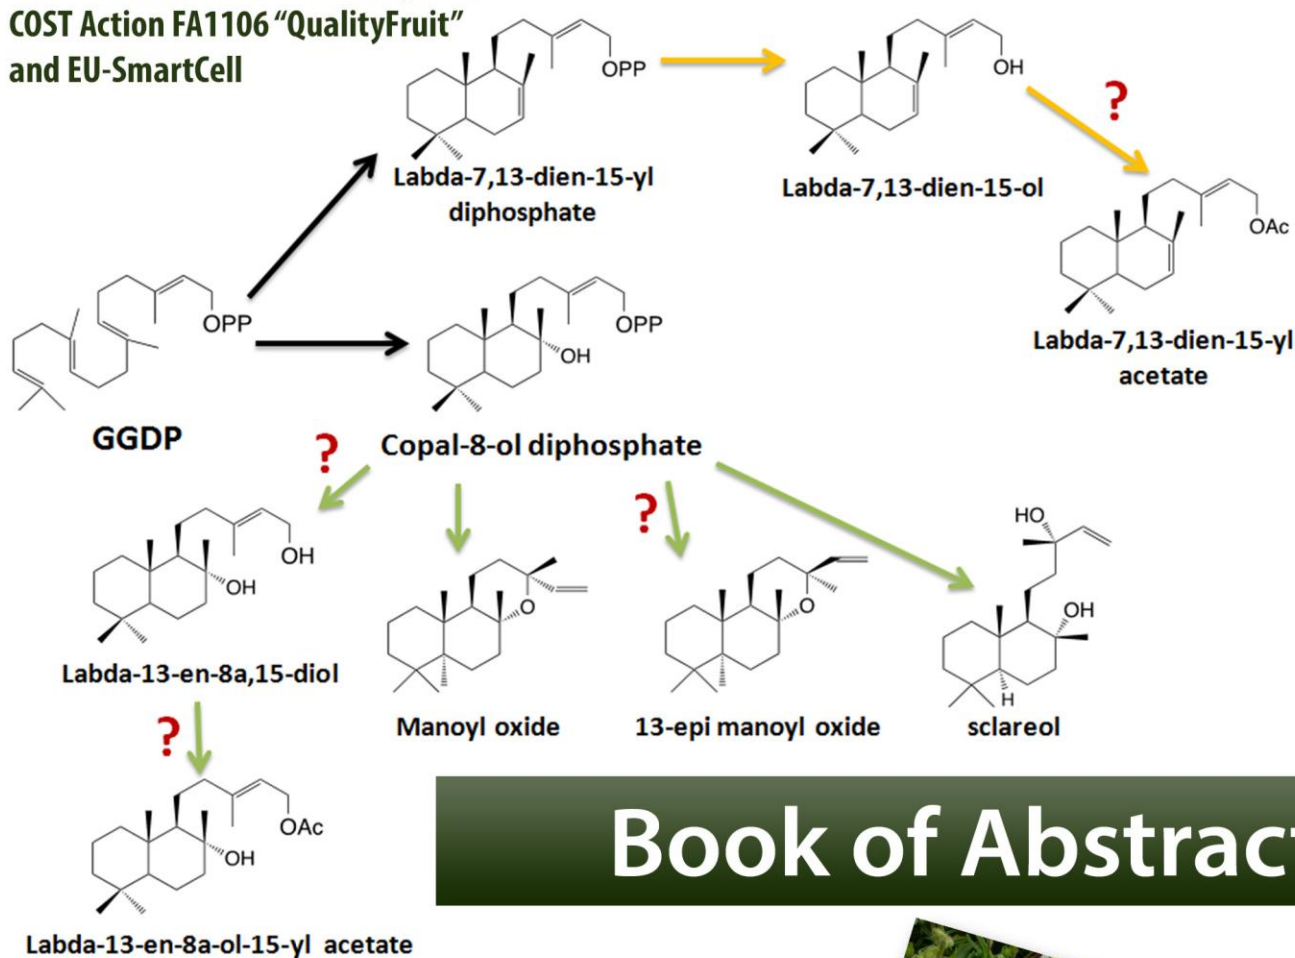 COST Action FA1106 “QualityFruit”
and EU-SmartCell
OPP
OH
?
Labda-7,13-dien-15-yl
diphosphate
Labda-7,13-dien-15-ol
OAc
Labda-7,13-dien-15-yl
acetate
OPP
GGDP
OPP
OH
Copal-8-ol diphosphate
?
?
OH
OH
Labda-13-en-8a,15-diol
O
Manoyl oxide
O
13-epi manoyl oxide
HO
OH
H
sclareol
?
OAc
OH
Labda-13-en-8a-ol-15-yl acetate
Book of Abstract